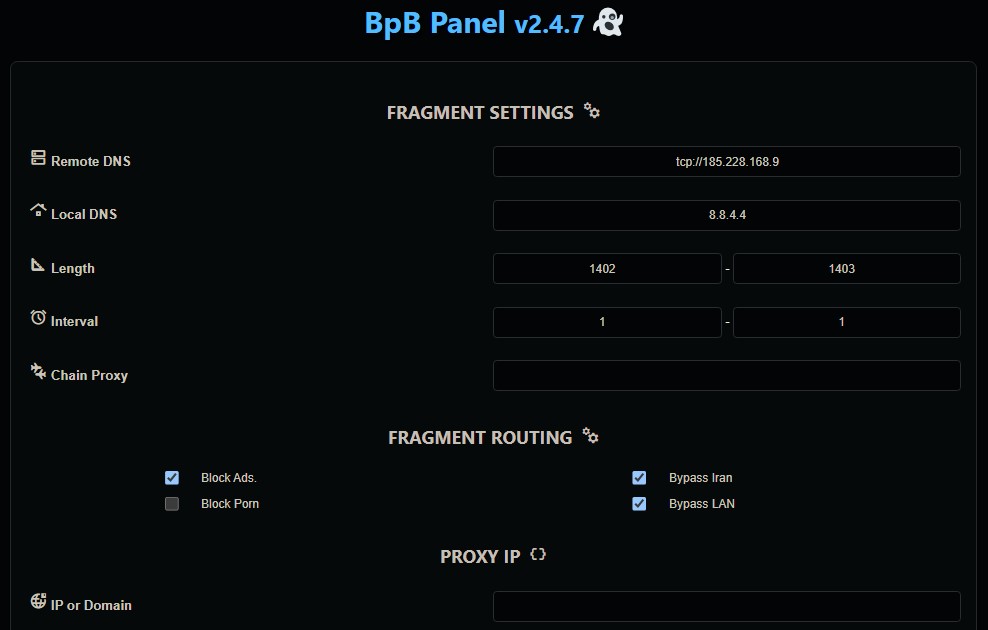 BpB Panel v2.4.7 👻
FRAGMENT SETTINGS
Remote DNS tcp://185.228.168.9
Local DNS 8.8.4.4
Length 1402 - 1403
Interval 1 - 1
Chain Proxy
FRAGMENT ROUTING
Block Ads. Bypass Iran
Block Porn Bypass LAN
PROXY IP {}
IP or Domain